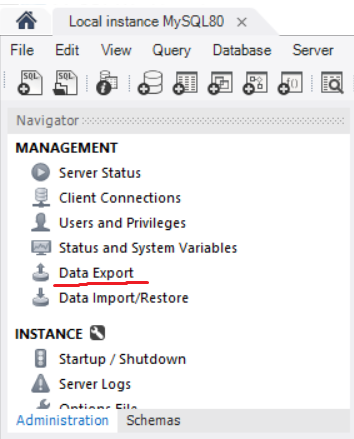 Local instance MySQL80 ×
File Edit View Query Database Server
SQL SQL
Navigator
MANAGEMENT
Server Status
Client Connections
Users and Privileges
Status and System Variables
Data Export
Data Import/Restore
INSTANCE
Startup / Shutdown
Server Logs
Options File
Administration Schemas